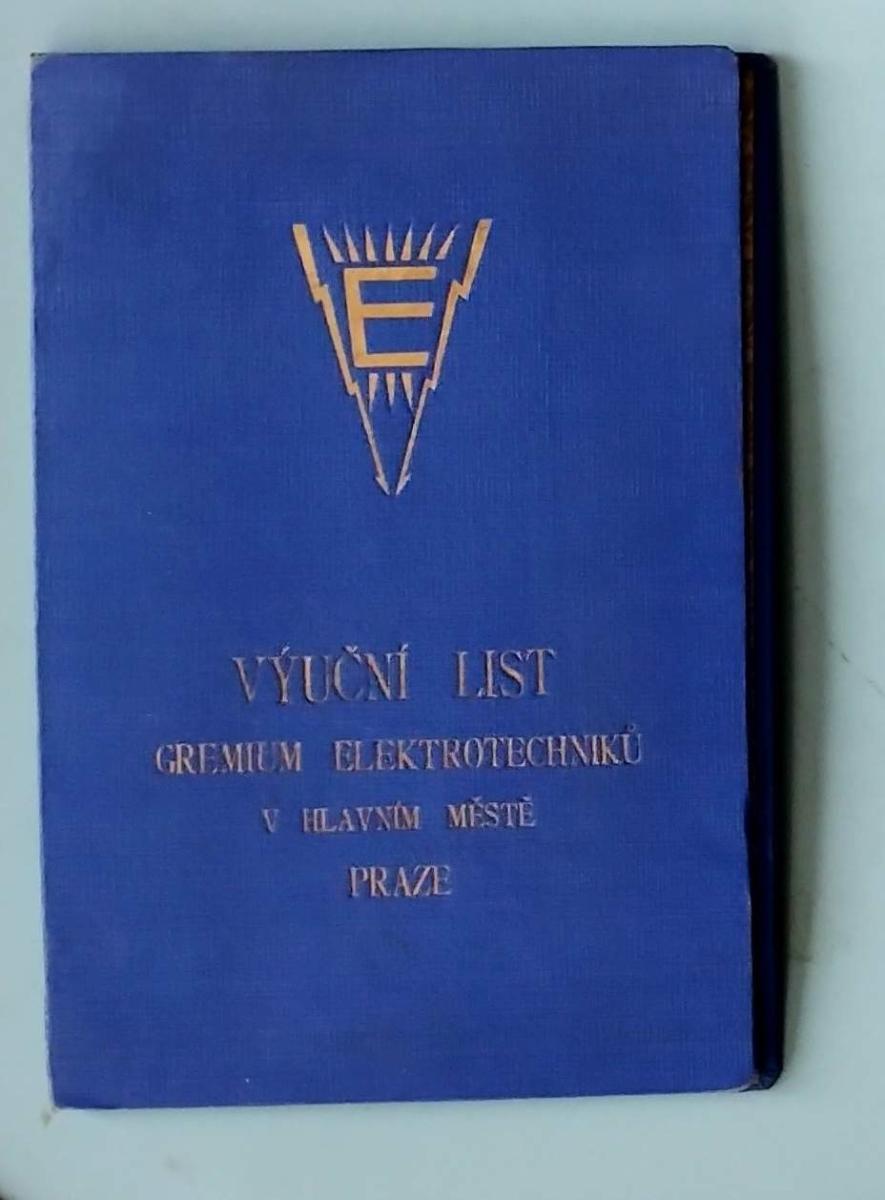 E
VÝUČNÍ LIST
GREMIUM ELEKTROTECHNIKŮ
V HLAVNÍM MĚSTĚ
PRAZE